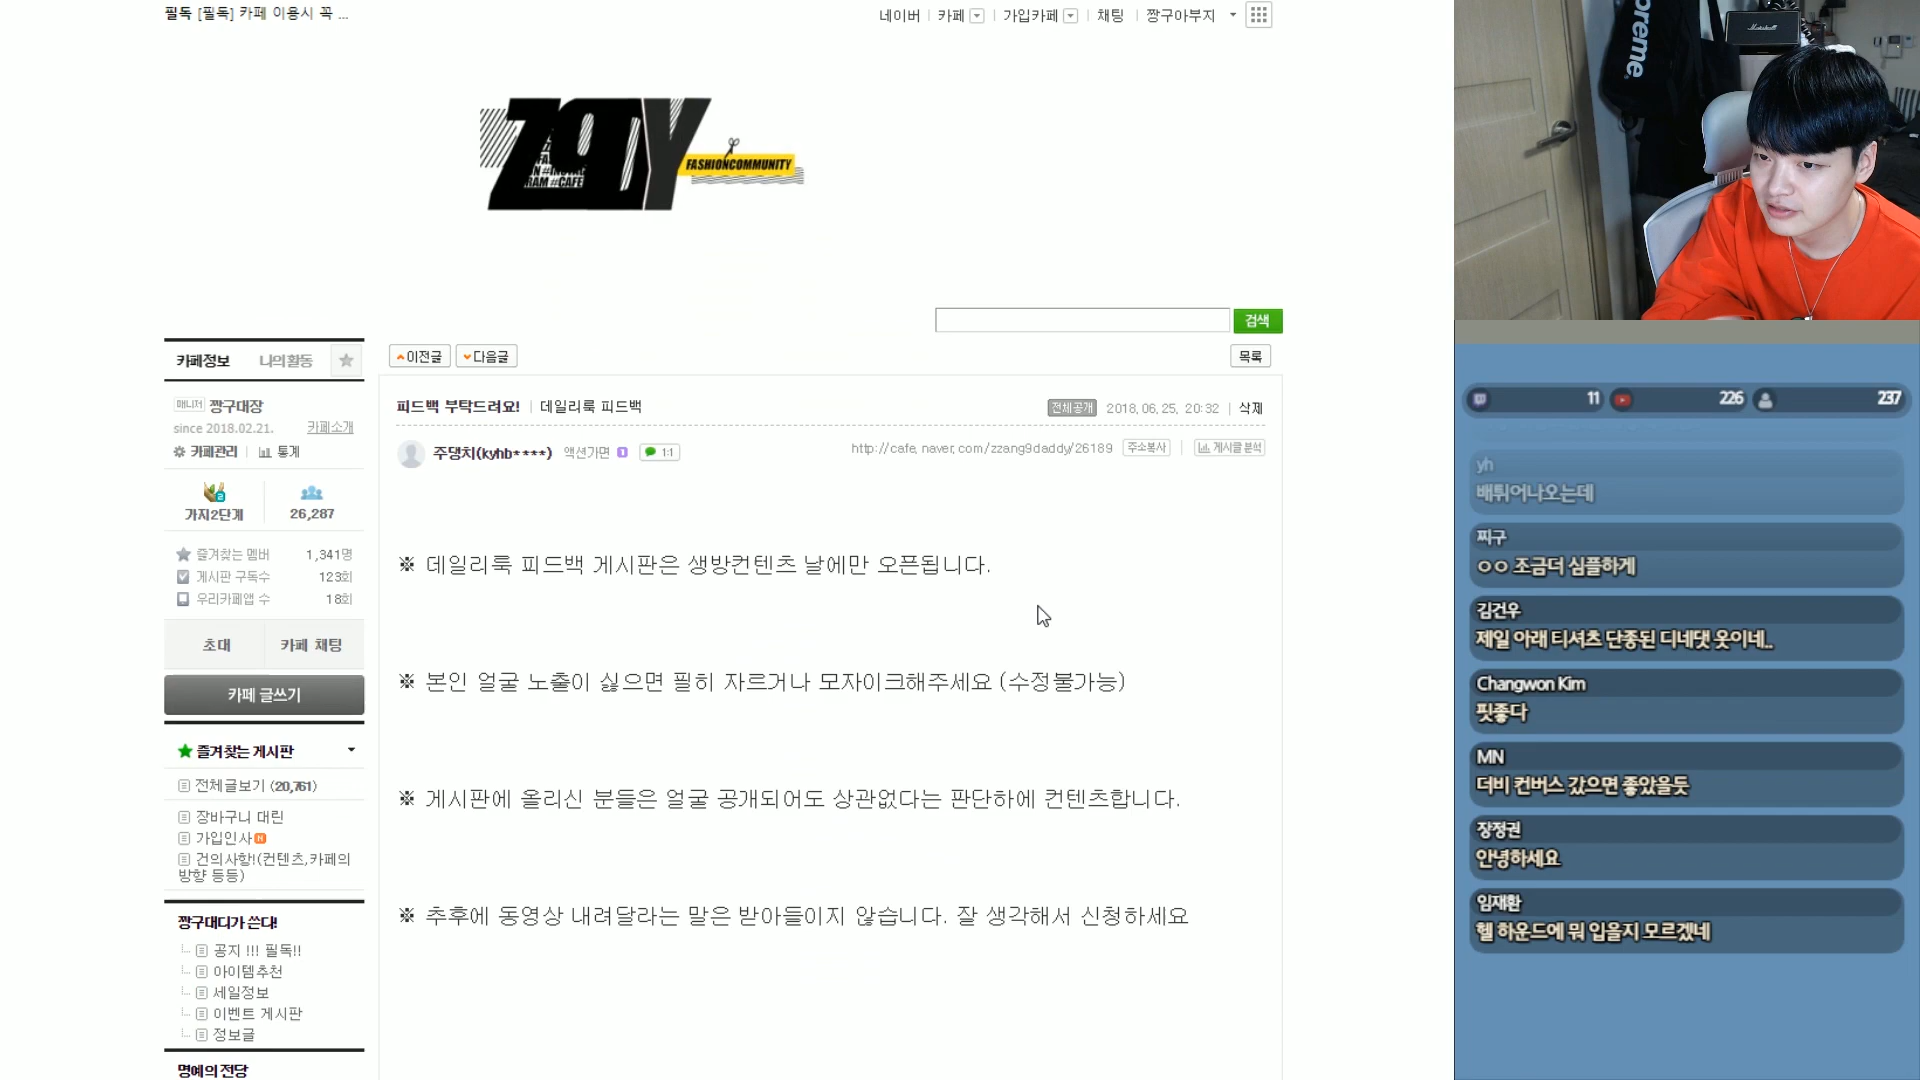 필독 [필독] 카페 이용시 꼭 ...
네이버 카페 가입카페 채팅 짱구아부지
FASHIONCOMMUNITY
검색
카페정보 나의활동
이전글 다음글 목록
매니저 짱구대장
since 2018.02.21. 카페소개
카페관리 통계
가지2단계 26,287
즐겨찾는 멤버 1,341명
게시판 구독수 123회
우리카페앱 수 18회
초대 카페 채팅
카페 글쓰기
즐겨찾는 게시판
전체글보기 (20,761)
장바구니 대린
가입인사 N
건의사항!(컨텐츠,카페의
방향 등등)
짱구대디가 쓴다!
공지 !!! 필독!!
아이템추천
세일정보
이벤트 게시판
정보글
명예의 전당
피드백 부탁드려요! 데일리룩 피드백 전체공개 2018.06.25. 20:32 삭제
주댕치(kyhb****) 액션가면 1 1:1 http://cafe.naver.com/zzang9daddy/26189 주소복사 게시글 분석
※ 데일리룩 피드백 게시판은 생방컨텐츠 날에만 오픈됩니다.
※ 본인 얼굴 노출이 싫으면 필히 자르거나 모자이크해주세요 (수정불가능)
※ 게시판에 올리신 분들은 얼굴 공개되어도 상관없다는 판단하에 컨텐츠합니다.
※ 추후에 동영상 내려달라는 말은 받아들이지 않습니다. 잘 생각해서 신청하세요
preme
Marshall
11 226 237
yh
배튀어나오는데
찌구
ㅇㅇ 조금더 심플하게
김건우
제일 아래 티셔츠 단종된 디네댓 옷이네..
Changwon Kim
핏좋다
MN
더비 컨버스 갔으면 좋았을듯
장정권
안녕하세요
임재환
헬 하운드에 뭐 입을지 모르겠네